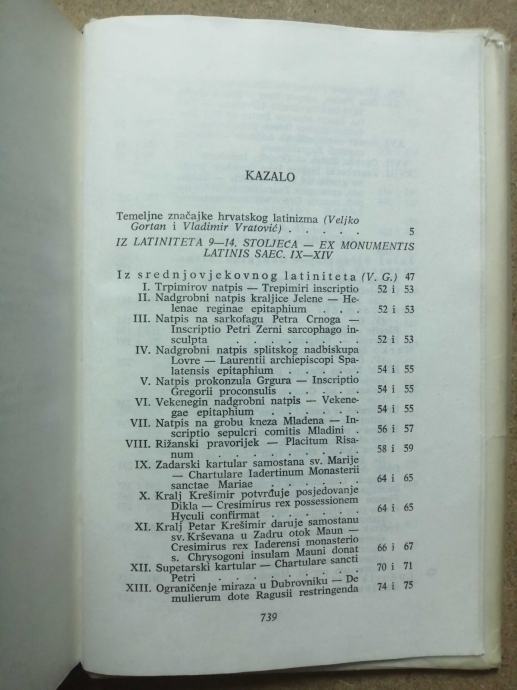 KAZALO
Temeljne značajke hrvatskog latinizma (Veljko
Gortan i Vladimir Vratović) . . . . . 5
IZ LATINITETA 9—14. STOLJEĆA — EX MONUMENTIS
LATINIS SAEC. IX—XIV
Iz srednjovjekovnog latiniteta (V. G.) 47
I. Trpimirov natpis — Trepimiri inscriptio 52 i 53
II. Nadgrobni natpis kraljice Jelene — He-
lenae reginae epitaphium . . . . 52 i 53
III. Natpis na sarkofagu Petra Crnoga —
Inscriptio Petri Zerni sarcophago in-
sculpta . . . . . . . . 52 i 53
IV. Nadgrobni natpis splitskog nadbiskupa
Lovre — Laurentii archiepiscopi Spa-
latensis epitaphium . . . . . 54 i 55
V. Natpis prokonzula Grgura — Inscriptio
Gregorii proconsulis . . . . . 54 i 55
VI. Vekenegin nadgrobni natpis — Vekene-
gae epitaphium . . . . . . 54 i 55
VII. Natpis na grobu kneza Mladena — In-
scriptio sepulcri comitis Mladini . 56 i 57
VIII. Rižanski pravorijek — Placitum Risa-
num . . . . . . . . . 58 i 59
IX. Zadarski kartular samostana sv. Marije
— Chartulare Iadertinum Monasterii
sanctae Mariae . . . . . . 64 i 65
X. Kralj Krešimir potvrđuje posjedovanje
Dikla — Cresimirus rex possessionem
Hyculi confirmat . . . . . . 64 i 65
XI. Kralj Petar Krešimir daruje samostanu
sv. Krševana u Zadru otok Maun —
Cresimirus rex Iaderensi monasterio
s. Chrysogoni insulam Mauni donat 66 i 67
XII. Supetarski kartular — Chartulare sancti
Petri . . . . . . . . . 70 i 71
XIII. Ograničenje miraza u Dubrovniku — De
mulierum dote Ragusii restringenda 74 i 75
739